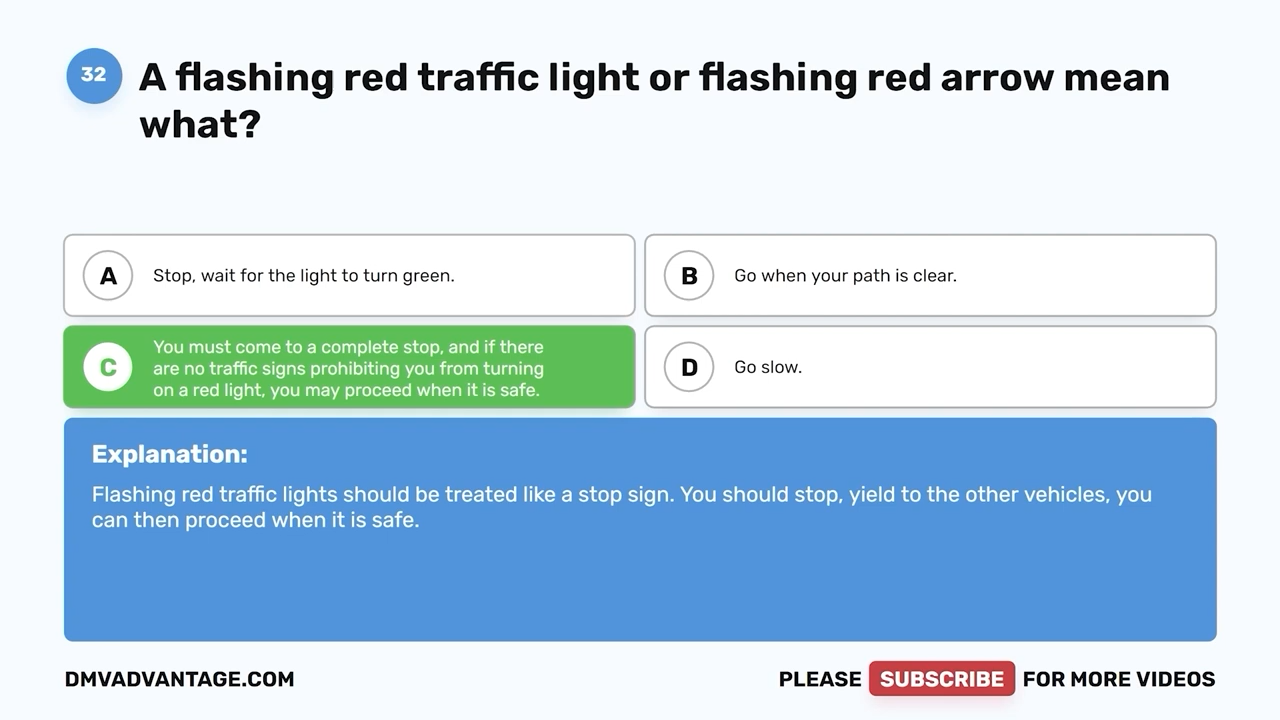 32
A flashing red traffic light or flashing red arrow mean
what?
A
Stop, wait for the light to turn green.
B
Go when your path is clear.
C
You must come to a complete stop, and if there
are no traffic signs prohibiting you from turning
on a red light, you may proceed when it is safe.
D
Go slow.
Explanation:
Flashing red traffic lights should be treated like a stop sign. You should stop, yield to the other vehicles, you
can then proceed when it is safe.
DMVADVANTAGE.COM
PLEASE SUBSCRIBE FOR MORE VIDEOS